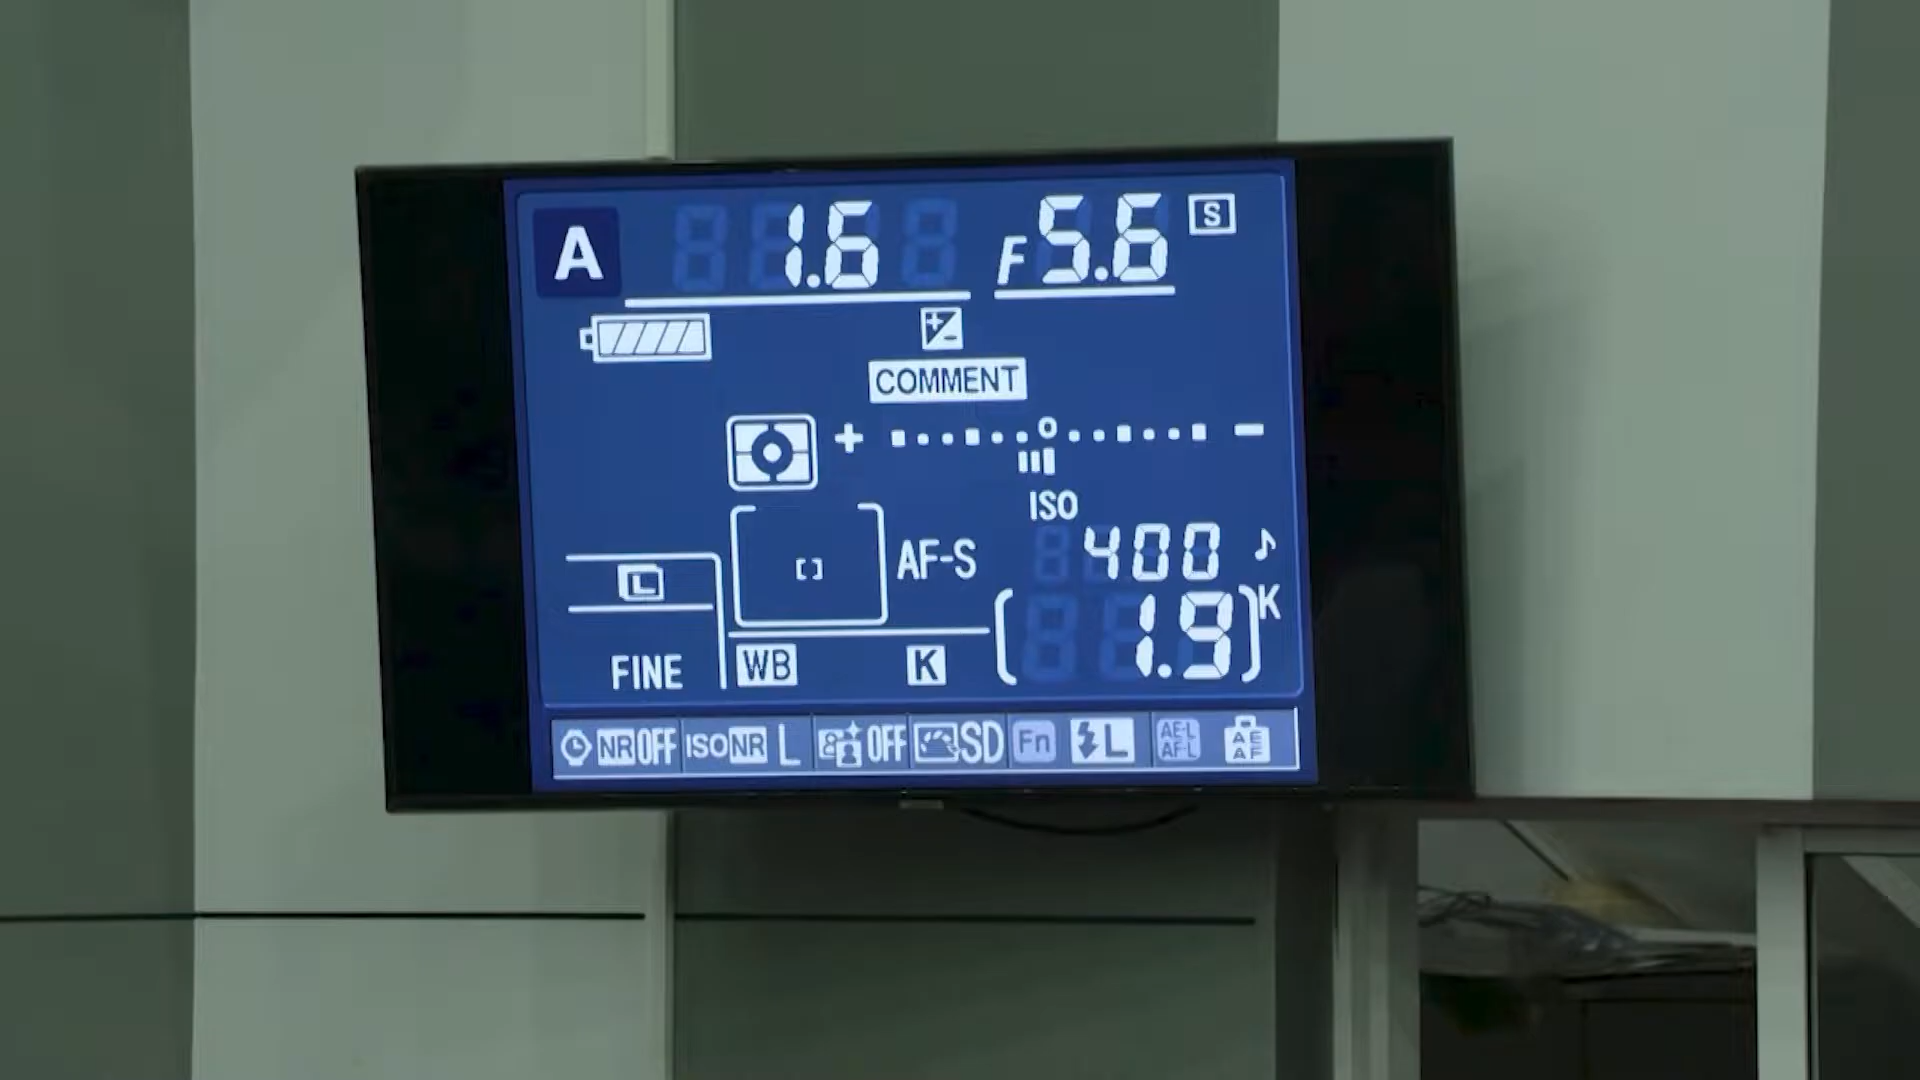 A 1.6 F5.6 S
COMMENT
+ 0 -
ISO
AF-S 400
L
[1.9]K
FINE WB K
NR OFF ISO NR L OFF SD Fn L AE-L AF-L AE AF